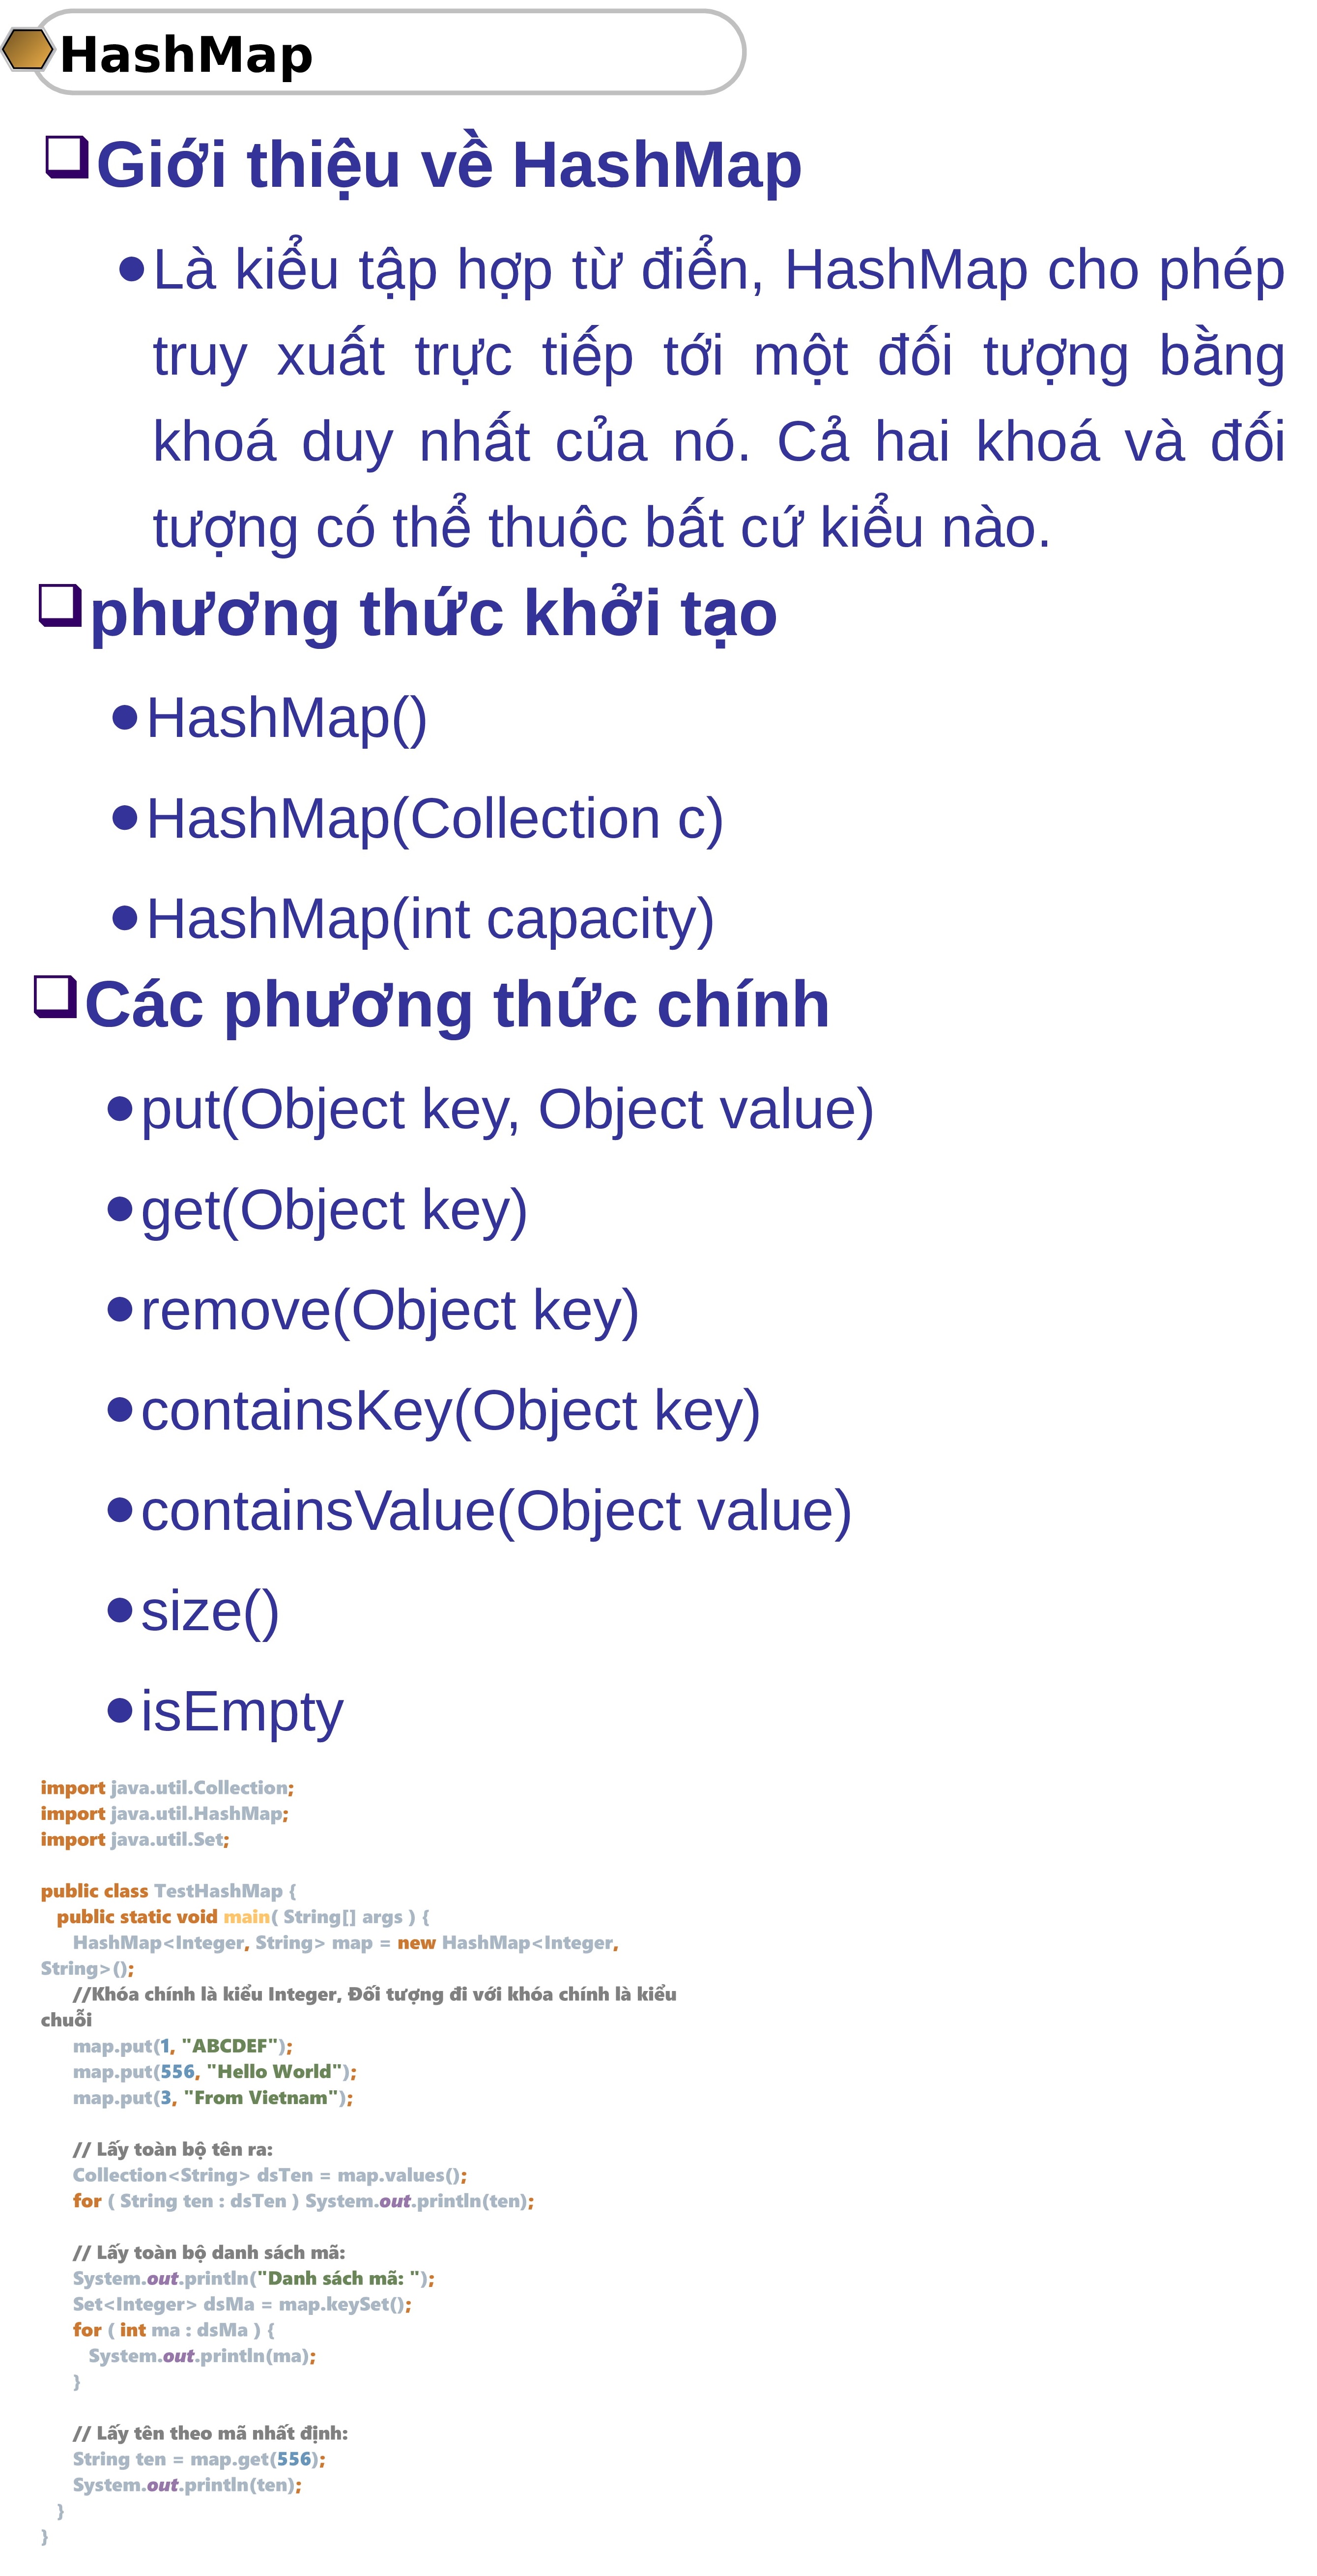 HashMap
Giới thiệu về HashMap
Là kiểu tập hợp từ điển, HashMap cho phép
truy xuất trực tiếp tới một đối tượng bằng
khoá duy nhất của nó. Cả hai khoá và đối
tượng có thể thuộc bất cứ kiểu nào.
phương thức khởi tạo
HashMap()
HashMap(Collection c)
HashMap(int capacity)
Các phương thức chính
put(Object key, Object value)
get(Object key)
remove(Object key)
containsKey(Object key)
containsValue(Object value)
size()
isEmpty
import java.util.Collection;
import java.util.HashMap;
import java.util.Set;
public class TestHashMap {
public static void main( String[] args ) {
HashMap<Integer, String> map = new HashMap<Integer,
String>();
//Khóa chính là kiểu Integer, Đối tượng đi với khóa chính là kiểu
chuỗi
map.put(1, "ABCDEF");
map.put(556, "Hello World");
map.put(3, "From Vietnam");
// Lấy toàn bộ tên ra:
Collection<String> dsTen = map.values();
for ( String ten : dsTen ) System.out.println(ten);
// Lấy toàn bộ danh sách mã:
System.out.println("Danh sách mã: ");
Set<Integer> dsMa = map.keySet();
for ( int ma : dsMa ) {
System.out.println(ma);
}
// Lấy tên theo mã nhất định:
String ten = map.get(556);
System.out.println(ten);
}
}